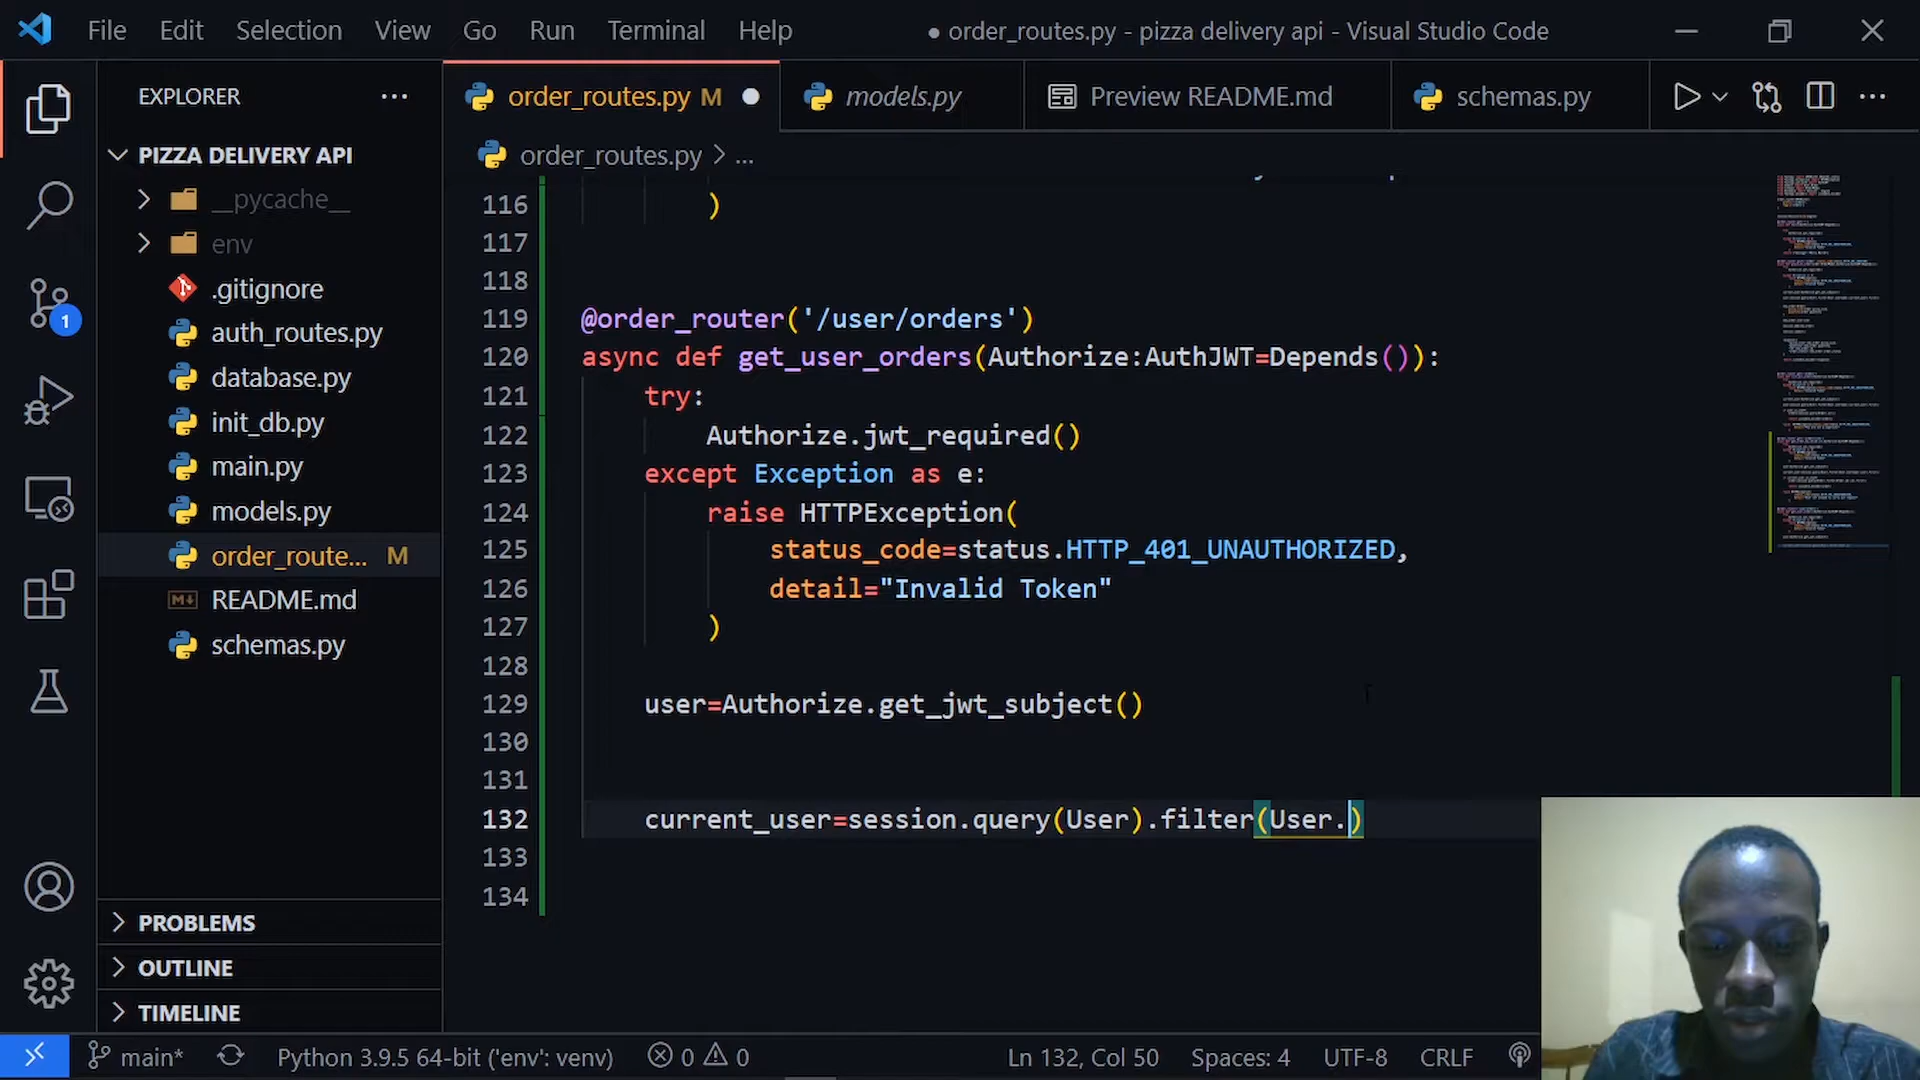 File Edit Selection View Go Run Terminal Help
● order_routes.py - pizza delivery api - Visual Studio Code
EXPLORER
order_routes.py M
models.py
Preview README.md
schemas.py
PIZZA DELIVERY API
__pycache__
env
.gitignore
auth_routes.py
database.py
init_db.py
main.py
models.py
order_route... M
README.md
schemas.py
1
PROBLEMS
OUTLINE
TIMELINE
order_routes.py > ...
116 )
117
118
119 @order_router('/user/orders')
120 async def get_user_orders(Authorize:AuthJWT=Depends()):
121 try:
122 Authorize.jwt_required()
123 except Exception as e:
124 raise HTTPException(
125 status_code=status.HTTP_401_UNAUTHORIZED,
126 detail="Invalid Token"
127 )
128
129 user=Authorize.get_jwt_subject()
130
131
132 current_user=session.query(User).filter(User.)
133
134
main* Python 3.9.5 64-bit ('env': venv) 0 0 Ln 132, Col 50 Spaces: 4 UTF-8 CRLF